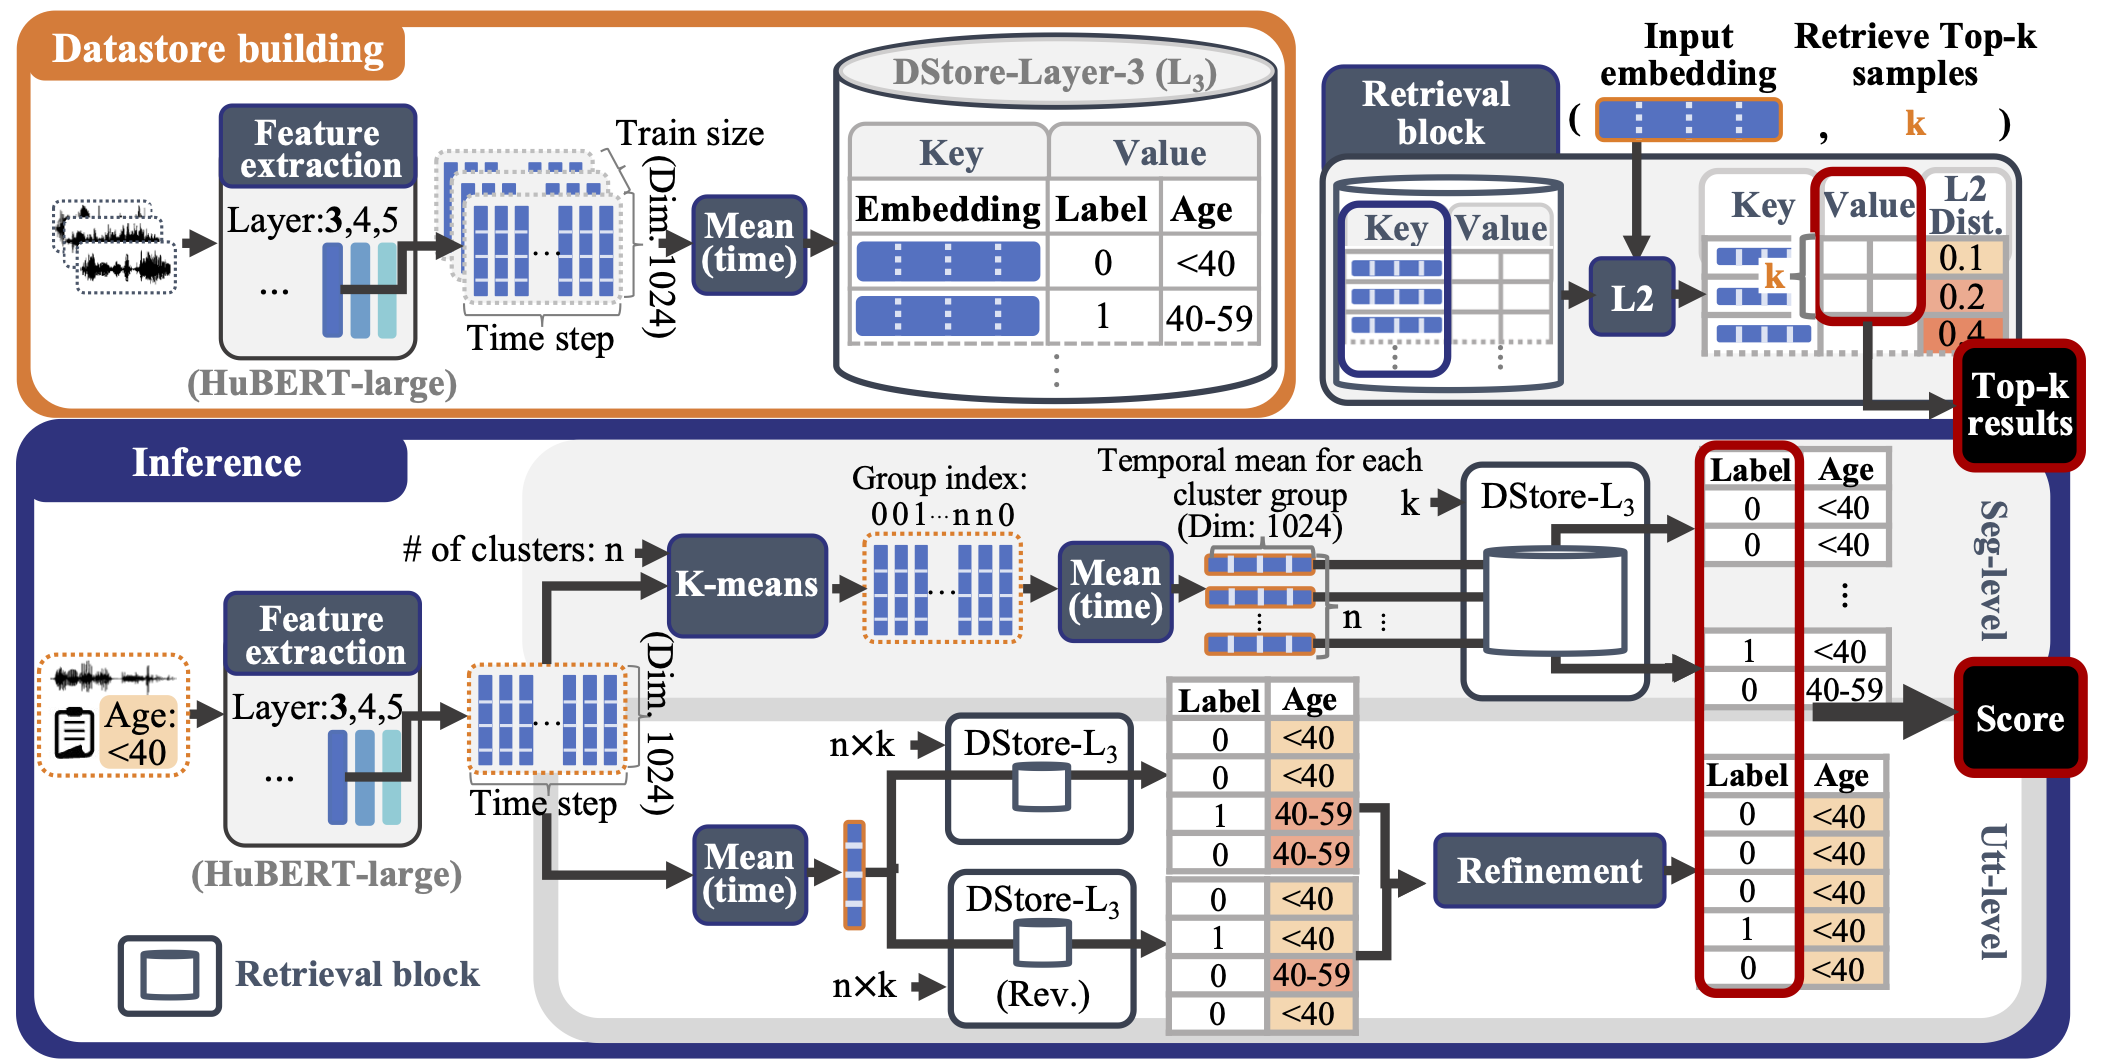 Datastore building
Feature
extraction
Layer:3,4,5
...
(HuBERT-large)
Train size
(Dim. 1024)
...
Time step
Mean
(time)
DStore-Layer-3 (L3)
Key Value
Embedding Label Age
0 <40
1 40-59
Retrieval
block
Input
embedding
Retrieve Top-k
samples
( , k )
Key Value
L2
Key Value L2
Dist.
k
0.1
0.2
0.4
Top-k
results
Inference
Age:
<40
Feature
extraction
Layer:3,4,5
...
(HuBERT-large)
(Dim. 1024)
...
Time step
# of clusters: n
K-means
Group index:
0 0 1 ... n n 0
...
Mean
(time)
Temporal mean for each
cluster group
(Dim: 1024)
n
k
DStore-L3
Label Age
0 <40
0 <40
1 <40
0 40-59
Seg-level
Score
Mean
(time)
n×k
DStore-L3
n×k
DStore-L3
(Rev.)
Label Age
0 <40
0 <40
1 40-59
0 40-59
0 <40
1 <40
0 40-59
0 <40
Refinement
Label Age
0 <40
0 <40
0 <40
1 <40
0 <40
Utt-level
Retrieval block